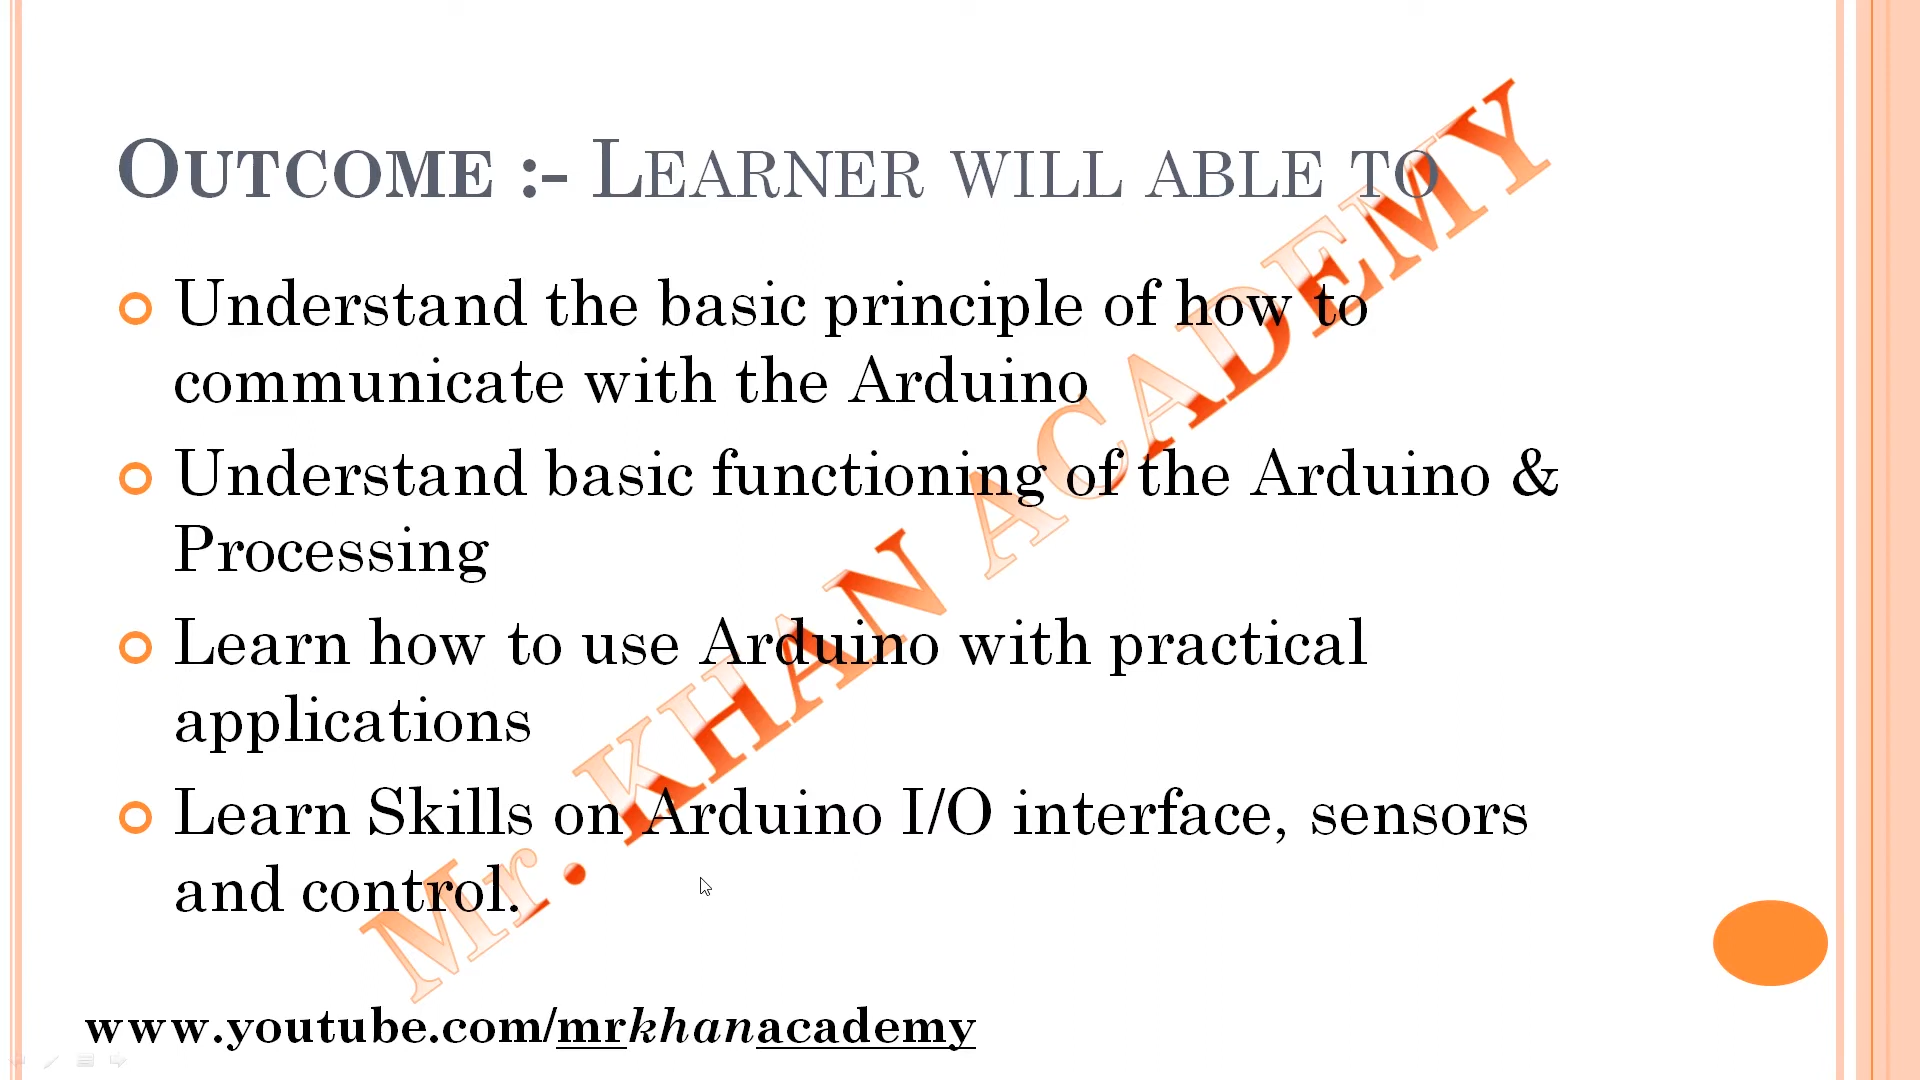 OUTCOME :- LEARNER WILL ABLE TO
Understand the basic principle of how to
communicate with the Arduino
Understand basic functioning of the Arduino &
Processing
Learn how to use Arduino with practical
applications
Learn Skills on Arduino I/O interface, sensors
and control.
Mr. KHAN ACADEMY
www.youtube.com/mrkhanacademy